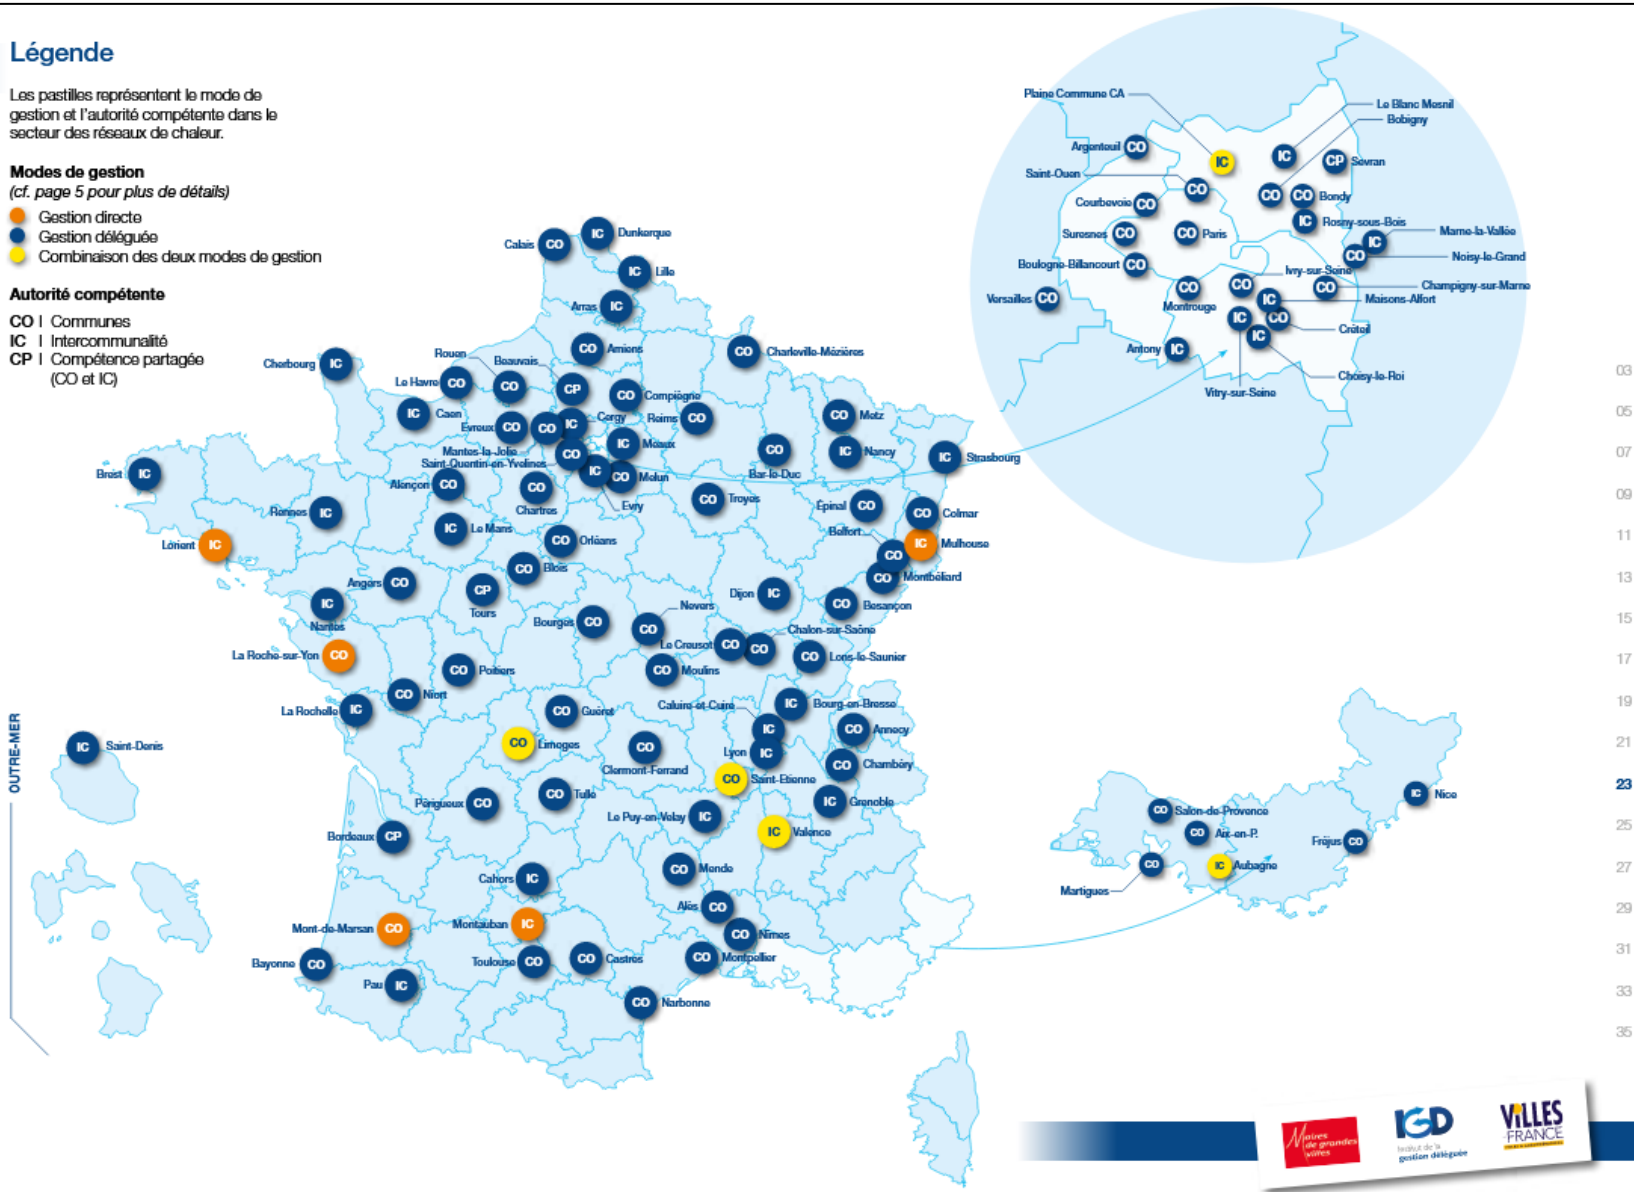 Légende
Les pastilles représentent le mode de
gestion et l'autorité compétente dans le
secteur des réseaux de chaleur.
Modes de gestion
(cf. page 5 pour plus de détails)
Gestion directe
Gestion déléguée
Combinaison des deux modes de gestion
Autorité compétente
CO | Communes
IC | Intercommunalité
CP | Compétence partagée
(CO et IC)
Plaine Commune CA IC
Le Blanc Mesnil IC
Bobigny CO
Argenteuil CO
CP Sevran
Saint-Ouen CO
CO Bondy
Courbevoie CO
IC Rosny-sous-Bois
Suresnes CO
CO Paris
IC Marne-la-Vallée
CO Noisy-le-Grand
Boulogne-Billancourt CO
Ivry-sur-Seine CO
CO Champigny-sur-Marne
Versailles CO
Montrouge CO
IC Maisons-Alfort
CO Créteil
Antony IC
IC Choisy-le-Roi
IC Vitry-sur-Seine
Calais CO
IC Dunkerque
IC Lille
Arras IC
CO Amiens
CO Charleville-Mézières
Cherbourg IC
Rouen CO
Beauvais CP
Le Havre CO
CO Compiègne
IC Caen
Evreux CO
CO IC Cergy
Reims CO
CO Metz
Mantes-la-Jolie
IC Meaux
CO Bar-le-Duc
IC Nancy
IC Strasbourg
Saint-Quentin-en-Yvelines CO
Brest IC
IC Evry
CO Melun
Alençon CO
CO Chartres
CO Troyes
Épinal CO
CO Colmar
Rennes IC
IC Le Mans
CO Orléans
Belfort CO
Lorient IC
IC Mulhouse
CO Blois
CO Montbéliard
Angers CO
CP Tours
Dijon IC
CO Besançon
IC Nantes
Bourges CO
Nevers CO
Le Creusot CO
CO Chalon-sur-Saône
La Roche-sur-Yon CO
CO Lons-le-Saunier
CO Poitiers
CO Moulins
CO Niort
La Rochelle IC
CO Guéret
Caluire-et-Cuire IC
IC Bourg-en-Bresse
CO Annecy
CO Limoges
CO Clermont-Ferrand
Lyon IC
CO Chambéry
CO Saint-Etienne
Périgueux CO
CO Tulle
IC Grenoble
Le Puy-en-Velay IC
IC Valence
Bordeaux CP
CO Mende
Cahors IC
Alès CO
Mont-de-Marsan CO
Montauban IC
CO Nîmes
Bayonne CO
Toulouse CO
CO Castres
CO Montpellier
Pau IC
CO Narbonne
OUTRE-MER
IC Saint-Denis
IC Nice
CO Salon-de-Provence
CO Aix-en-P.
Fréjus CO
Martigues CO
IC Aubagne
03
05
07
09
11
13
15
17
19
21
23
25
27
29
31
33
35
Maires
de grandes
villes
IGD
Institut de la
gestion déléguée
ViLLES
DE FRANCE